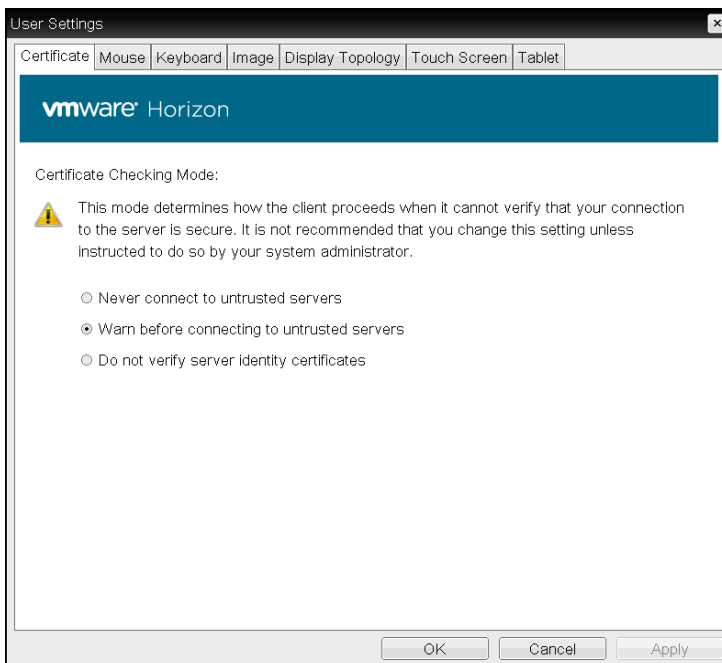 User Settings
Certificate Mouse Keyboard Image Display Topology Touch Screen Tablet
vmware Horizon
Certificate Checking Mode:
This mode determines how the client proceeds when it cannot verify that your connection
to the server is secure. It is not recommended that you change this setting unless
instructed to do so by your system administrator.
Never connect to untrusted servers
Warn before connecting to untrusted servers
Do not verify server identity certificates
OK Cancel Apply